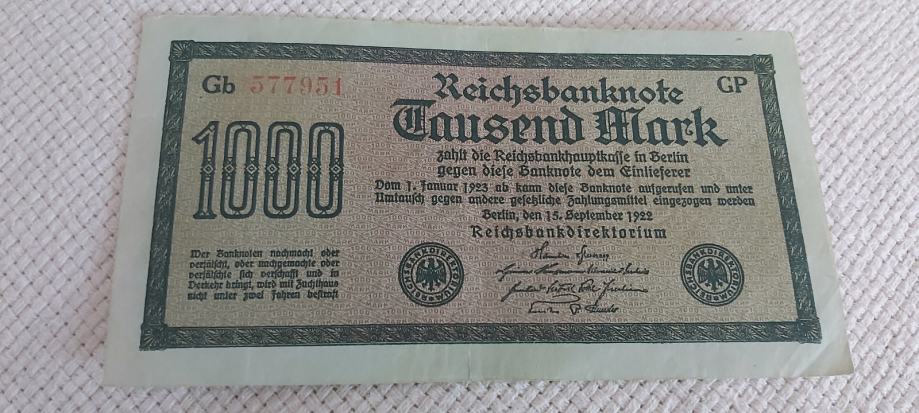 Gb 577951
GP
Reichsbanknote
Tausend Mark
1000
zahlt die Reichsbankhauptkasse in Berlin
gegen diese Banknote dem Einlieferer
Vom 1. Januar 1923 ab kann diese Banknote aufgerufen und unter
Umtausch gegen andere gesetzliche Zahlungsmittel eingezogen werden
Berlin, den 15. September 1922
Reichsbankdirektorium
Wer Banknoten nachmacht oder
verfälscht, oder nachgemachte oder
verfälschte sich verschafft und in
Verkehr bringt, wird mit Zuchthaus
nicht unter zwei Jahren bestraft